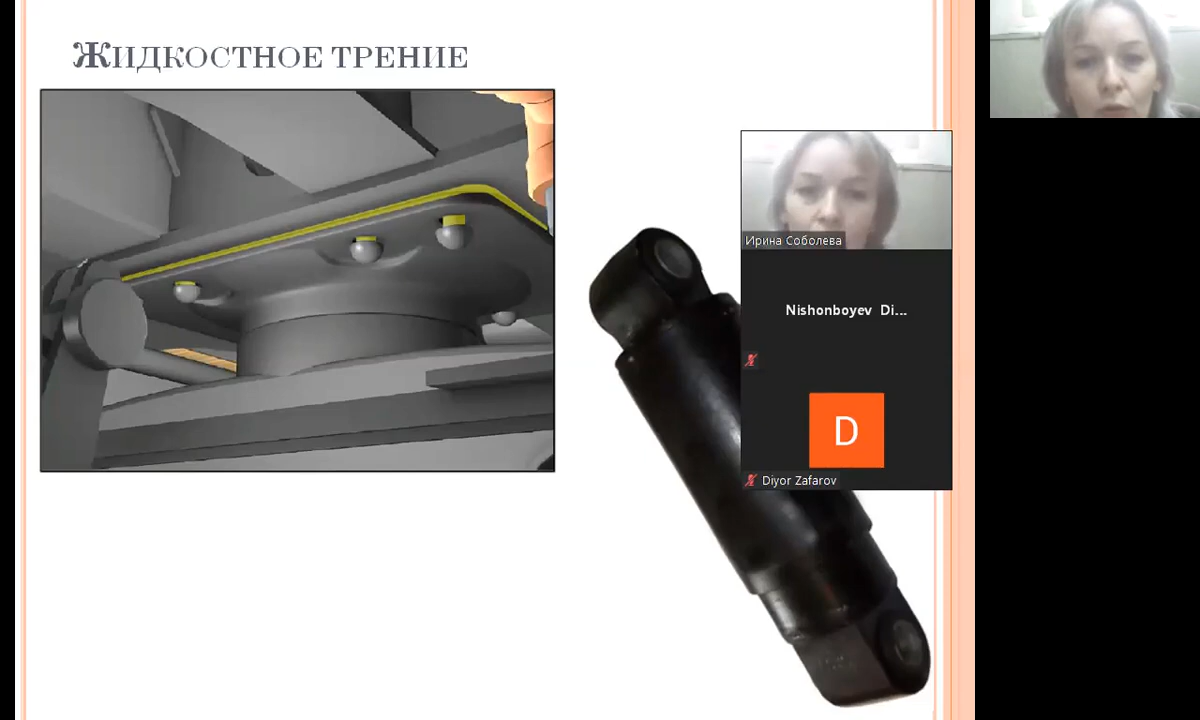 Жидкостное трение
Ирина Соболева
Nishonboyev Di...
D
Diyor Zafarov